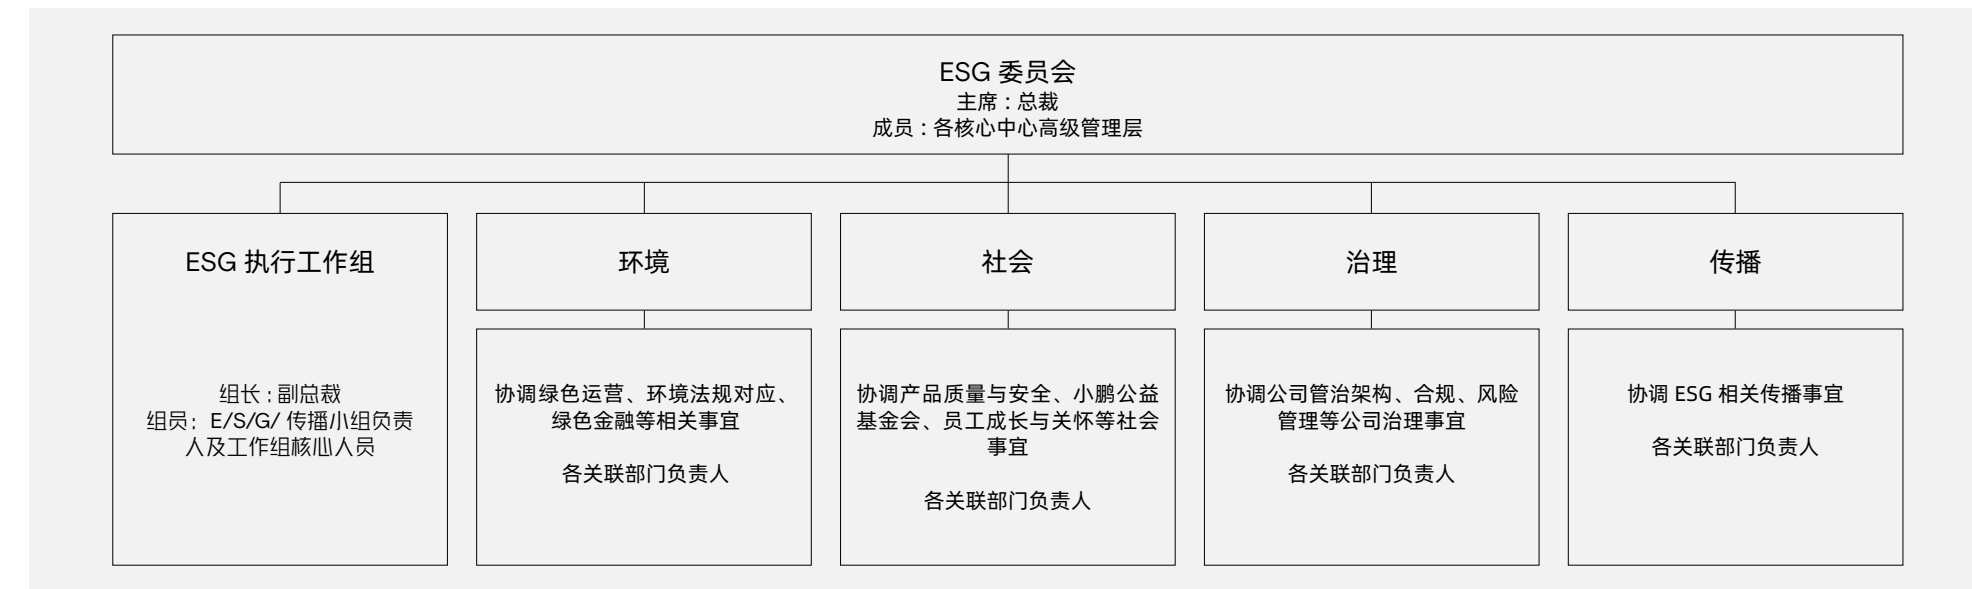 ESG 委员会
主席：总裁
成员：各核心中心高级管理层
ESG 执行工作组
组长：副总裁
组员：E/S/G/ 传播小组负责
人及工作组核心人员
环境
协调绿色运营、环境法规对应、
绿色金融等相关事宜
各关联部门负责人
社会
协调产品质量与安全、小鹏公益
基金会、员工成长与关怀等社会
事宜
各关联部门负责人
治理
协调公司管治架构、合规、风险
管理等公司治理事宜
各关联部门负责人
传播
协调 ESG 相关传播事宜
各关联部门负责人